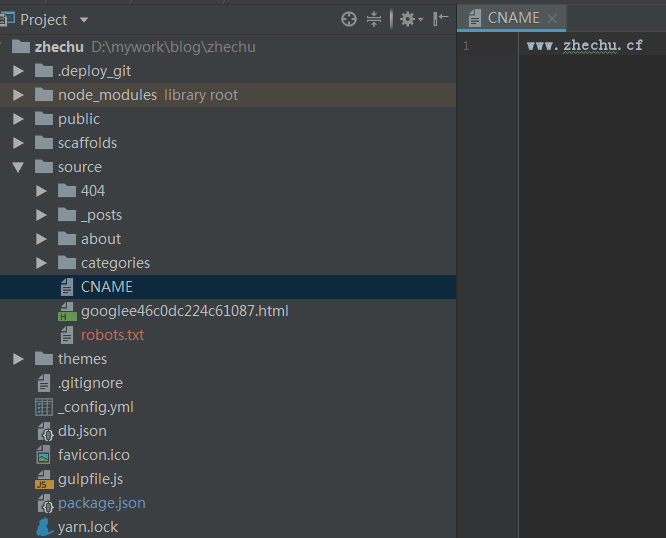 Project
CNAME
zhechu D:\mywork\blog\zhechu
1 www.zhechu.cf
.deploy_git
node_modules library root
public
scaffolds
source
404
_posts
about
categories
CNAME
googlee46c0dc224c61087.html
robots.txt
themes
.gitignore
_config.yml
db.json
favicon.ico
gulpfile.js
package.json
yarn.lock